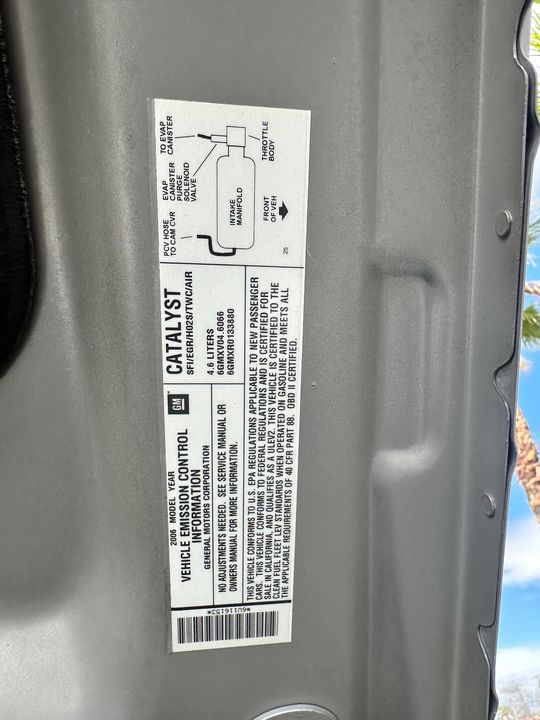 *6U116153*
2006 MODEL YEAR
VEHICLE EMISSION CONTROL
INFORMATION
GENERAL MOTORS CORPORATION
GM
CATALYST
SFI/EGR/HO2S/TWC/AIR
NO ADJUSTMENTS NEEDED. SEE SERVICE MANUAL OR
OWNERS MANUAL FOR MORE INFORMATION.
4.6 LITERS
6GMXV04.6066
6GMXR0133880
THIS VEHICLE CONFORMS TO U.S. EPA REGULATIONS APPLICABLE TO NEW PASSENGER
CARS. THIS VEHICLE CONFORMS TO FEDERAL REGULATIONS AND IS CERTIFIED FOR
SALE IN CALIFORNIA, AND QUALIFIES AS A ULEV2. THIS VEHICLE IS CERTIFIED TO THE
CLEAN FUEL FLEET LEV STANDARDS WHEN OPERATED ON GASOLINE AND MEETS ALL
THE APPLICABLE REQUIREMENTS OF 40 CFR PART 88. OBD II CERTIFIED.
PCV HOSE
TO CAM CVR
EVAP
CANISTER
PURGE
SOLENOID
VALVE
TO EVAP
CANISTER
INTAKE
MANIFOLD
THROTTLE
BODY
FRONT
OF VEH
25